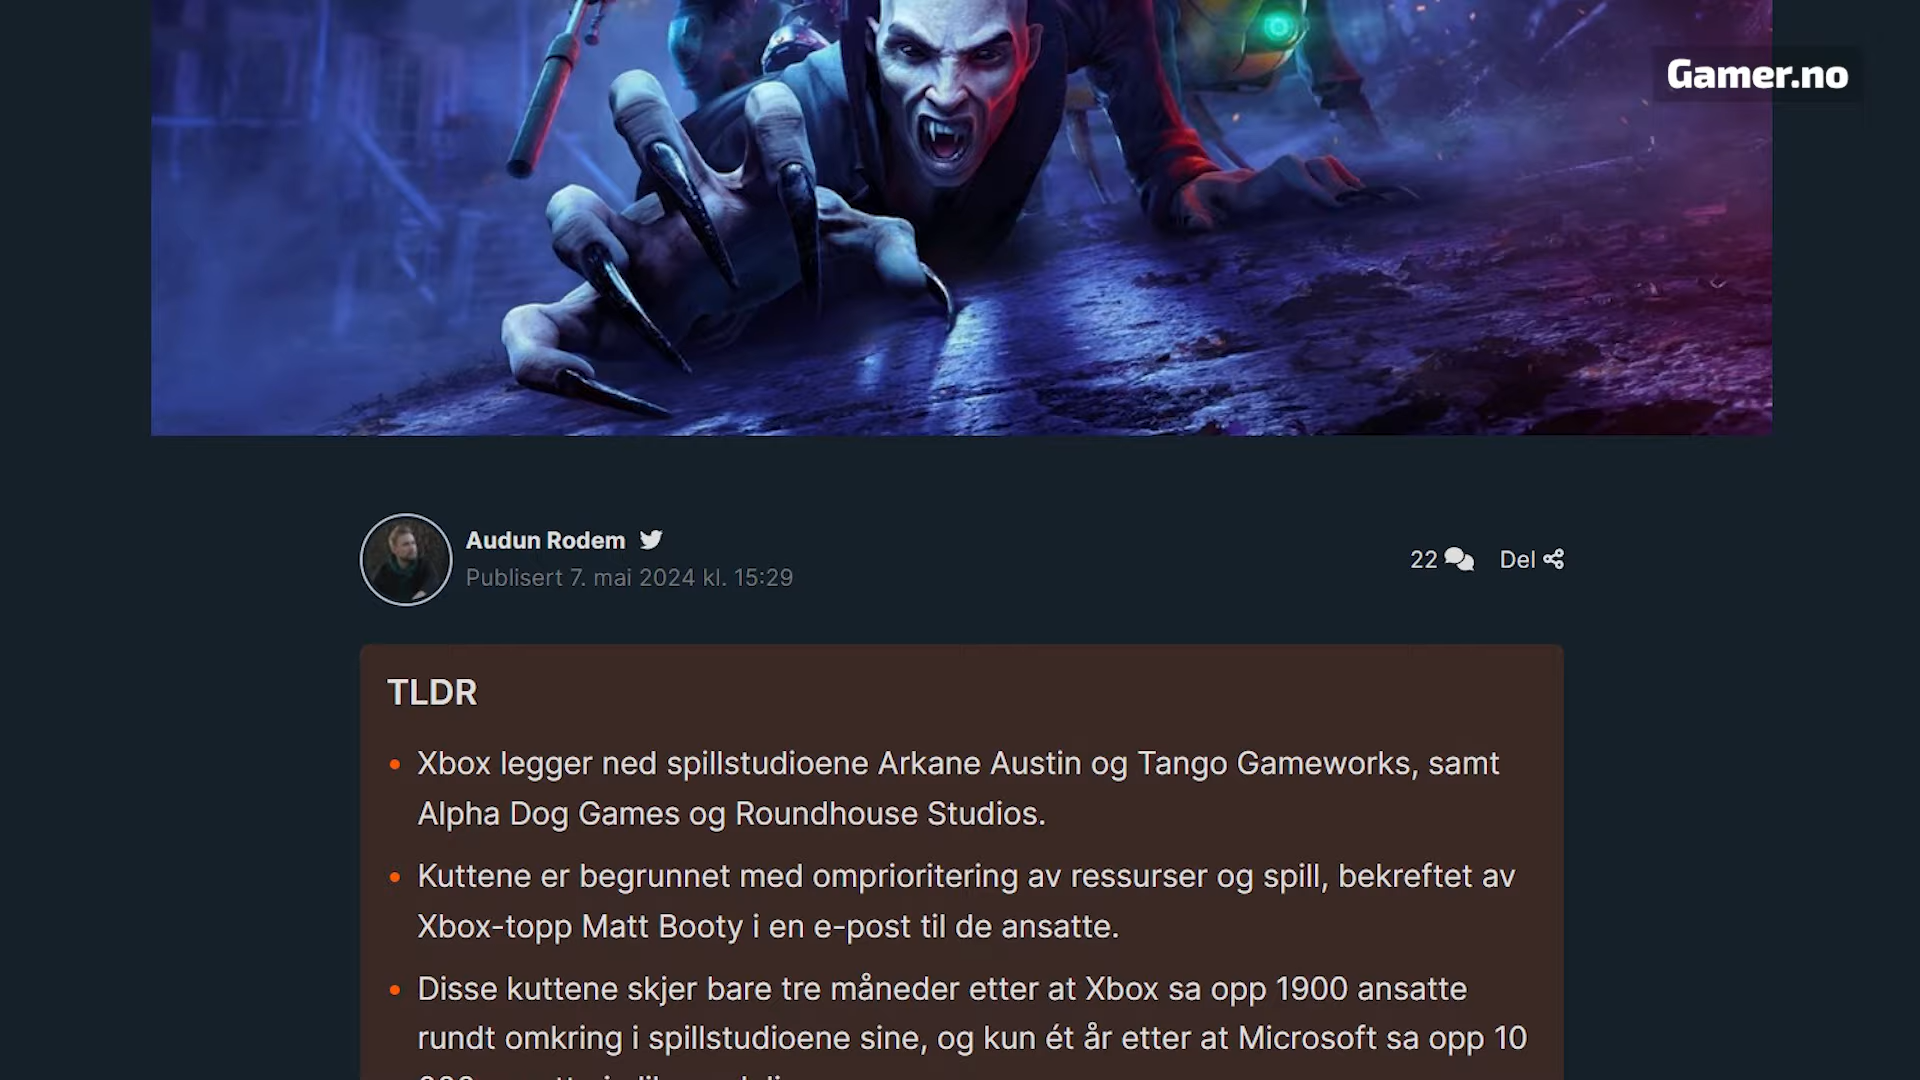 Gamer.no
Audun Rodem
Publisert 7. mai 2024 kl. 15:29
22
Del
TLDR
Xbox legger ned spillstudioene Arkane Austin og Tango Gameworks, samt
Alpha Dog Games og Roundhouse Studios.
Kuttene er begrunnet med omprioritering av ressurser og spill, bekreftet av
Xbox-topp Matt Booty i en e-post til de ansatte.
Disse kuttene skjer bare tre måneder etter at Xbox sa opp 1900 ansatte
rundt omkring i spillstudioene sine, og kun ét år etter at Microsoft sa opp 10